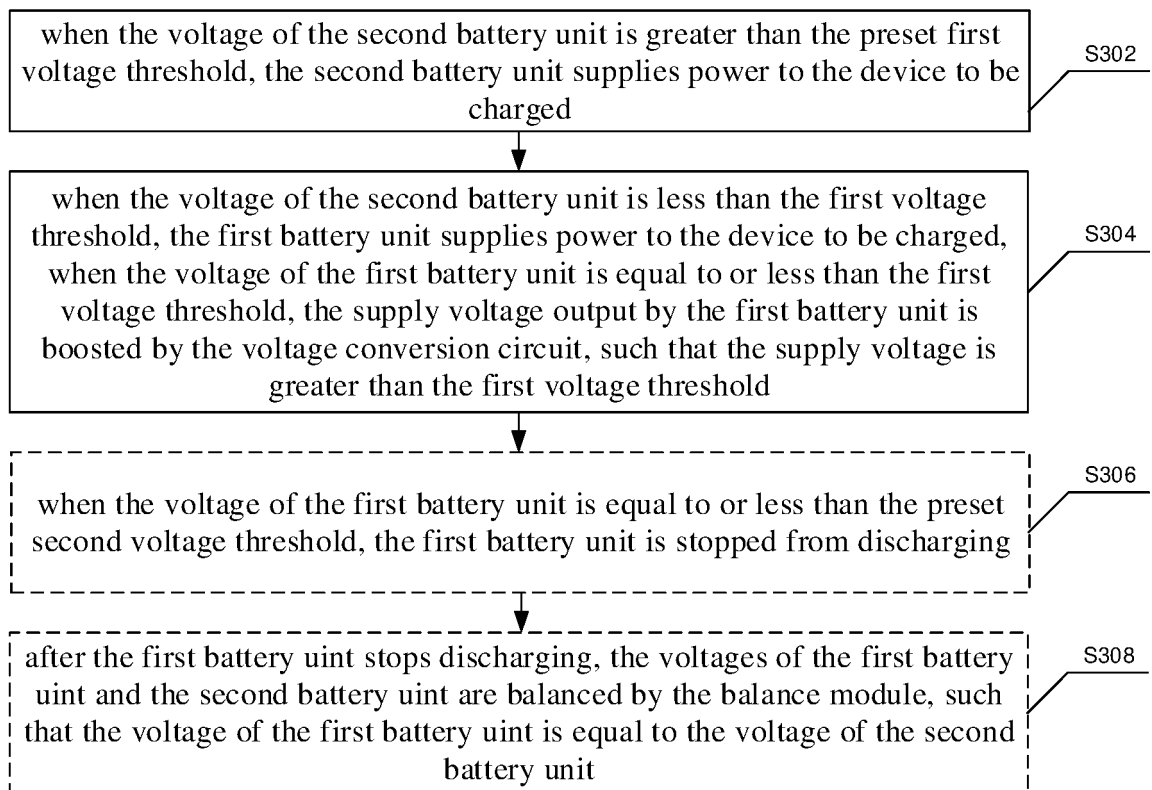 when the voltage of the second battery unit is greater than the preset first
voltage threshold, the second battery unit supplies power to the device to be
charged
S302
when the voltage of the second battery unit is less than the first voltage
threshold, the first battery unit supplies power to the device to be charged,
when the voltage of the first battery unit is equal to or less than the first
voltage threshold, the supply voltage output by the first battery unit is
boosted by the voltage conversion circuit, such that the supply voltage is
greater than the first voltage threshold
S304
when the voltage of the first battery unit is equal to or less than the preset
second voltage threshold, the first battery unit is stopped from discharging
S306
after the first battery uint stops discharging, the voltages of the first battery
uint and the second battery uint are balanced by the balance module, such
that the voltage of the first battery uint is equal to the voltage of the second
battery unit
S308